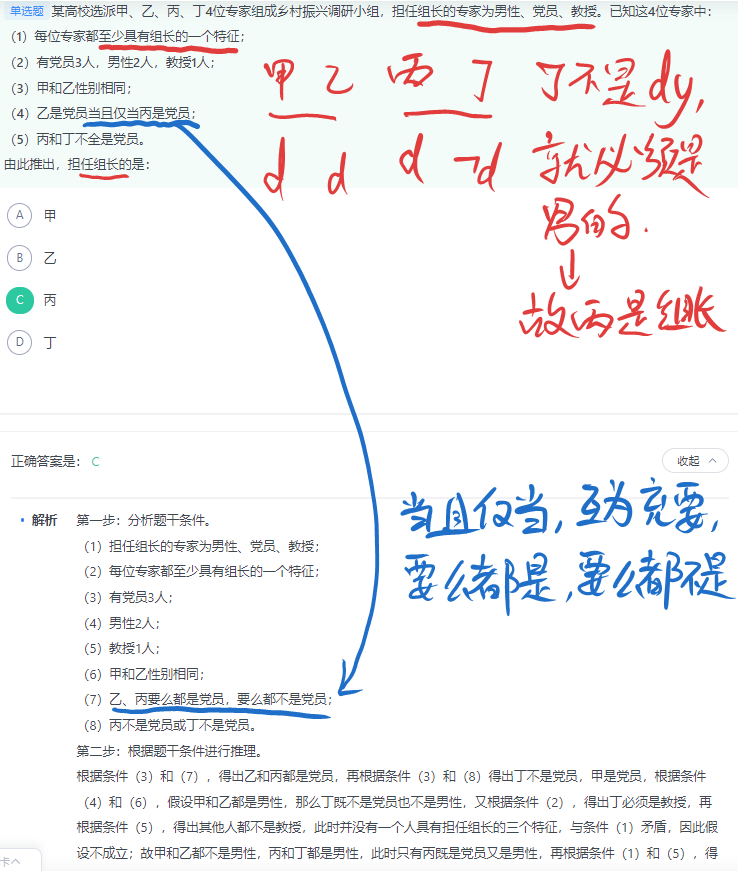 单选题 某高校选派甲、乙、丙、丁4位专家组成乡村振兴调研小组，担任组长的专家为男性、党员、教授。已知这4位专家中：
（1）每位专家都至少具有组长的一个特征；
（2）有党员3人，男性2人，教授1人；
（3）甲和乙性别相同；
（4）乙是党员当且仅当丙是党员；
（5）丙和丁不全是党员。
由此推出，担任组长的是：
甲 乙 丙 丁
d d d ¬d
丁不是dy，
就必须是
男的.
↓
故丙是组长
A 甲
B 乙
C 丙
D 丁
正确答案是： C
收起
当且仅当，互为充要，
要么都是，要么都不是
• 解析 第一步：分析题干条件。
（1）担任组长的专家为男性、党员、教授；
（2）每位专家都至少具有组长的一个特征；
（3）有党员3人；
（4）男性2人；
（5）教授1人；
（6）甲和乙性别相同；
（7）乙、丙要么都是党员，要么都不是党员；
（8）丙不是党员或丁不是党员。
第二步：根据题干条件进行推理。
根据条件（3）和（7），得出乙和丙都是党员，再根据条件（3）和（8）得出丁不是党员，甲是党员，根据条件
（4）和（6），假设甲和乙都是男性，那么丁既不是党员也不是男性，又根据条件（2），得出丁必须是教授，再
根据条件（5），得出其他人都不是教授，此时并没有一个人具有担任组长的三个特征，与条件（1）矛盾，因此假
设不成立；故甲和乙都不是男性，丙和丁都是男性，此时只有丙既是党员又是男性，再根据条件（1）和（5），得
卡